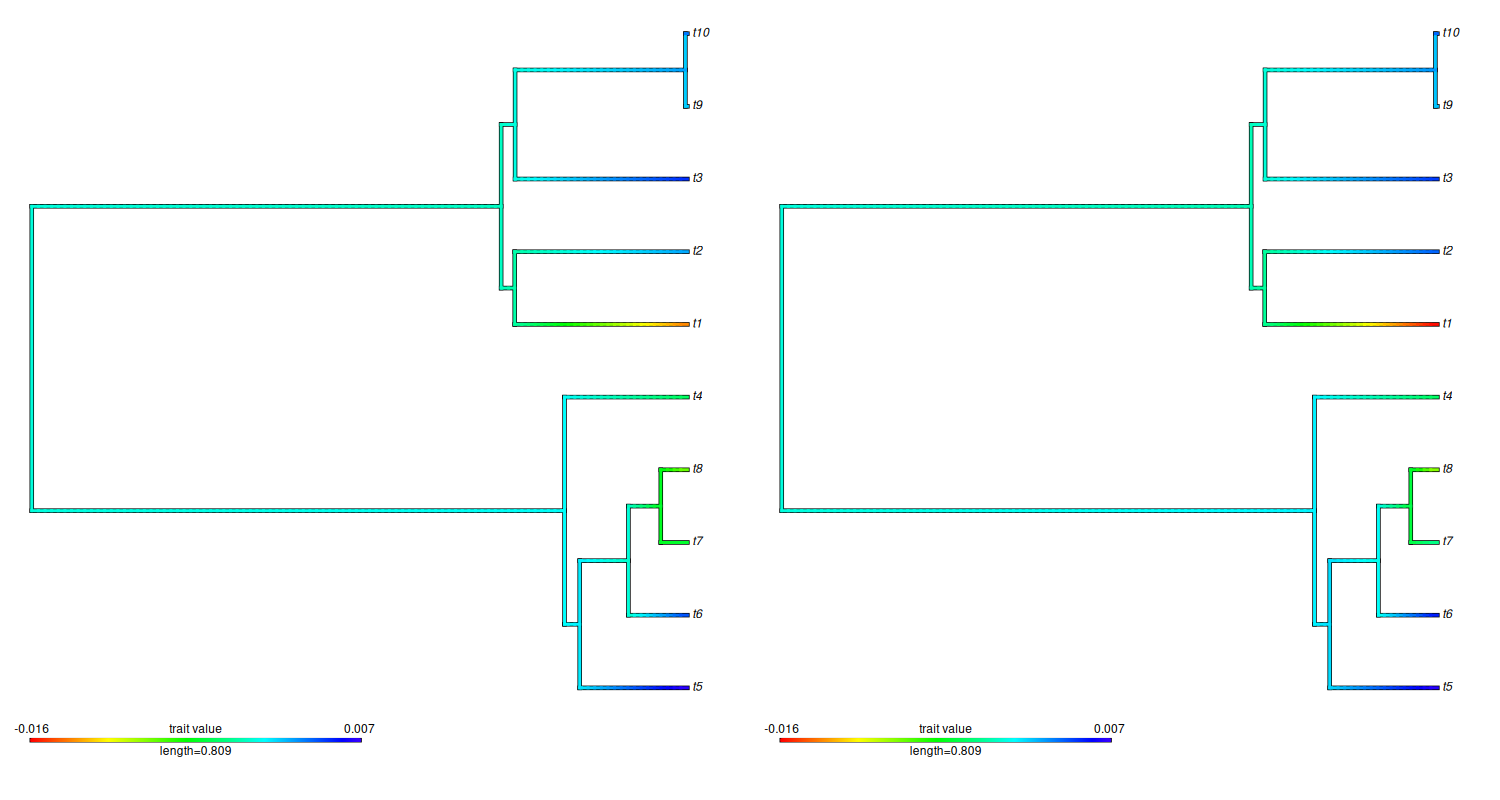 t10
t9
t3
t2
t1
t4
t8
t7
t6
t5
-0.016 trait value 0.007
length=0.809
t10
t9
t3
t2
t1
t4
t8
t7
t6
t5
-0.016 trait value 0.007
length=0.809